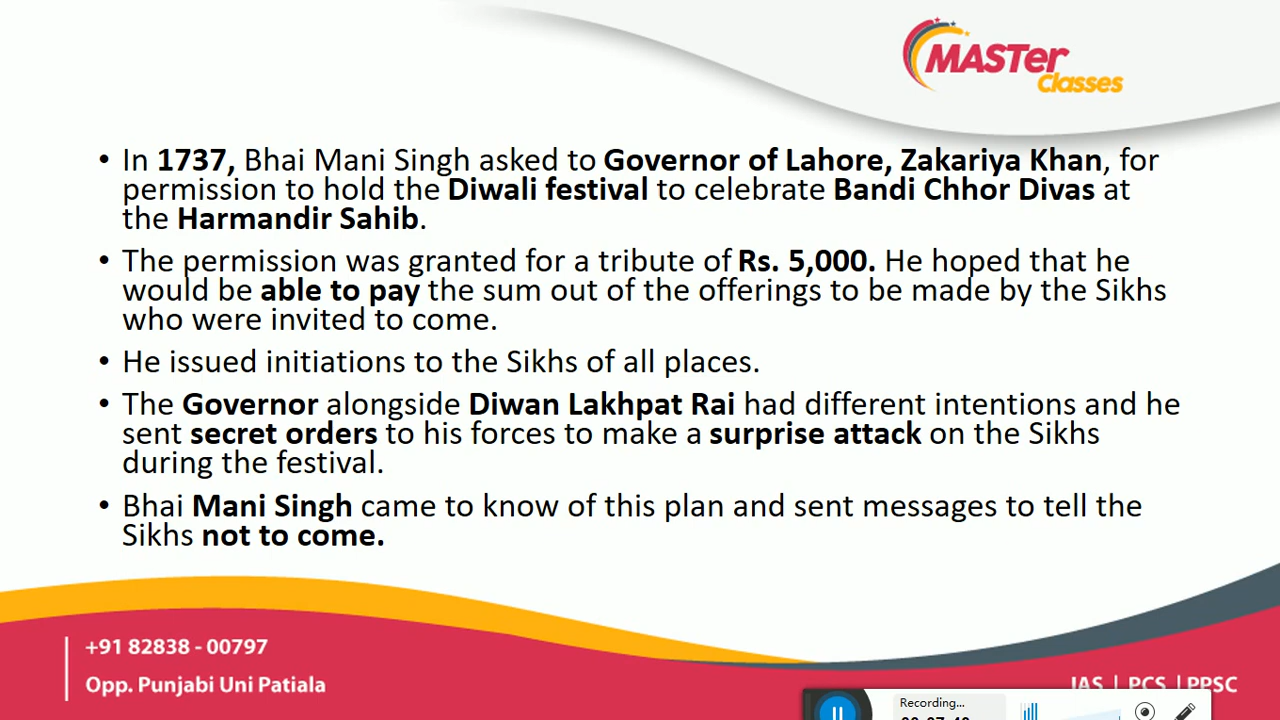 MASTer
Classes
• In 1737, Bhai Mani Singh asked to Governor of Lahore, Zakariya Khan, for
permission to hold the Diwali festival to celebrate Bandi Chhor Divas at
the Harmandir Sahib.
• The permission was granted for a tribute of Rs. 5,000. He hoped that he
would be able to pay the sum out of the offerings to be made by the Sikhs
who were invited to come.
• He issued initiations to the Sikhs of all places.
• The Governor alongside Diwan Lakhpat Rai had different intentions and he
sent secret orders to his forces to make a surprise attack on the Sikhs
during the festival.
• Bhai Mani Singh came to know of this plan and sent messages to tell the
Sikhs not to come.
+91 82838 - 00797
Opp. Punjabi Uni Patiala
IAS | PCS | PPSC
Recording...